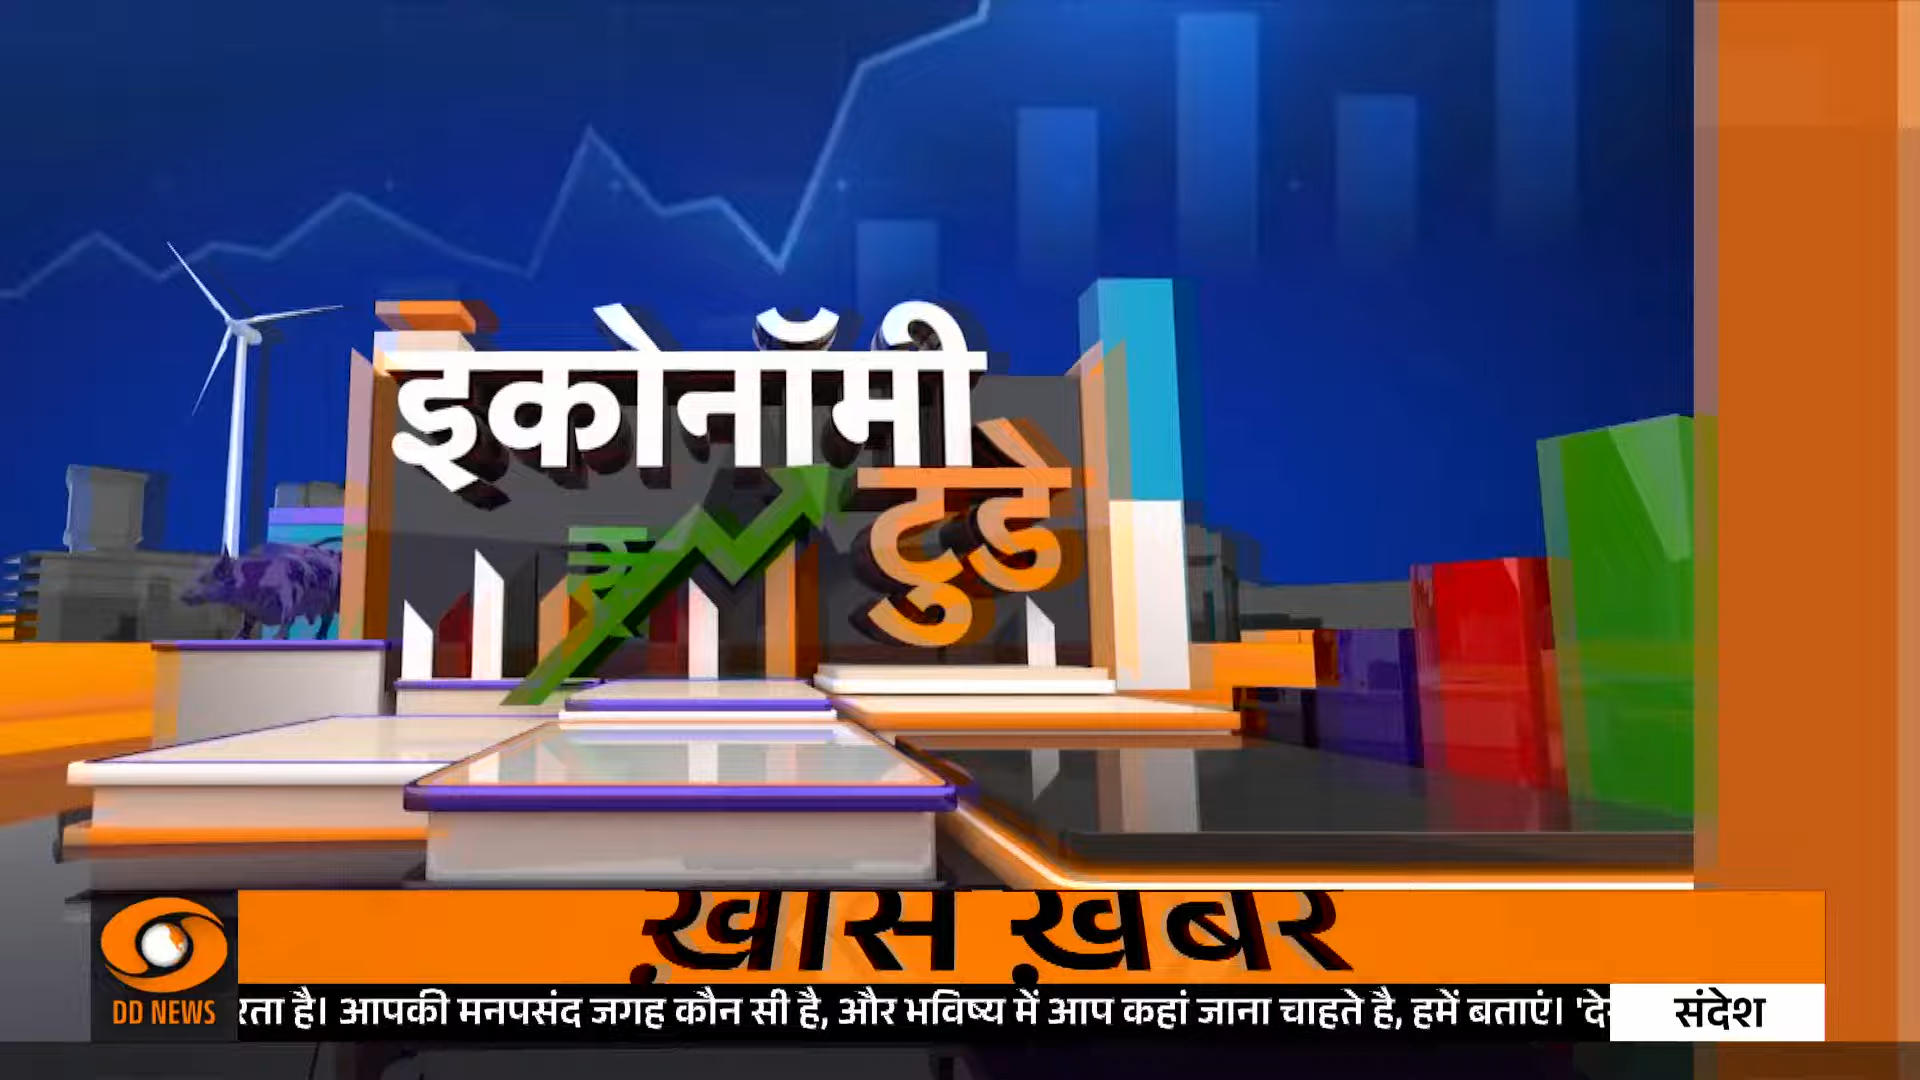 इकोनॉमी
टुडे
ख़ास ख़बर
DD NEWS
रता है। आपकी मनपसंद जगह कौन सी है, और भविष्य में आप कहां जाना चाहते है, हमें बताएं। 'दे
संदेश